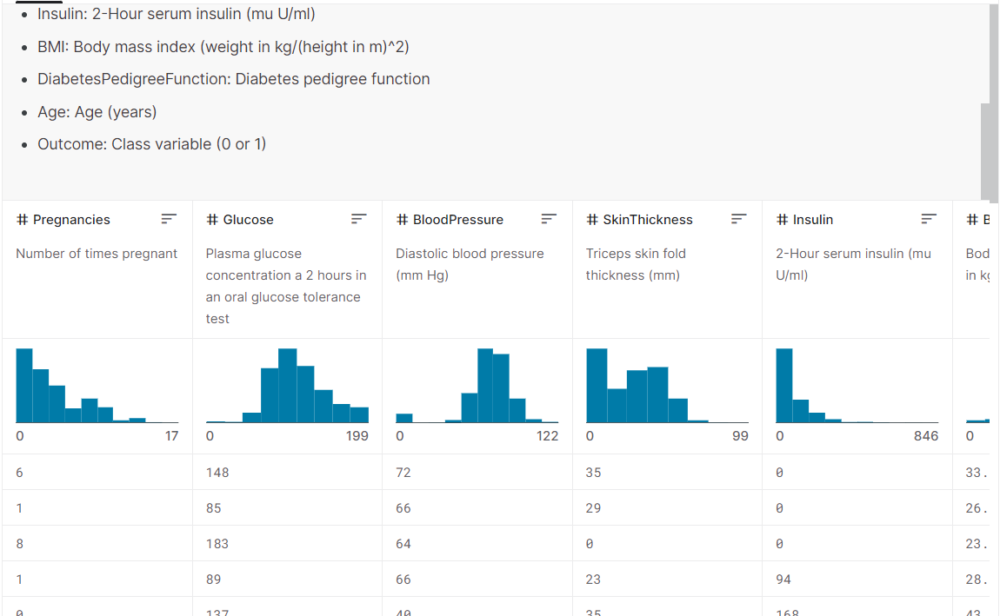 Insulin: 2-Hour serum insulin (mu U/ml)
BMI: Body mass index (weight in kg/(height in m)^2)
DiabetesPedigreeFunction: Diabetes pedigree function
Age: Age (years)
Outcome: Class variable (0 or 1)
# Pregnancies # Glucose # BloodPressure # SkinThickness # Insulin # B
Number of times pregnant Plasma glucose Diastolic blood pressure Triceps skin fold 2-Hour serum insulin (mu Bod
concentration a 2 hours in (mm Hg) thickness (mm) U/ml) in kg
an oral glucose tolerance
test
0 17 0 199 0 122 0 99 0 846 0
6 148 72 35 0 33.
1 85 66 29 0 26.
8 183 64 0 0 23.
1 89 66 23 94 28.
0 137 40 35 168 43